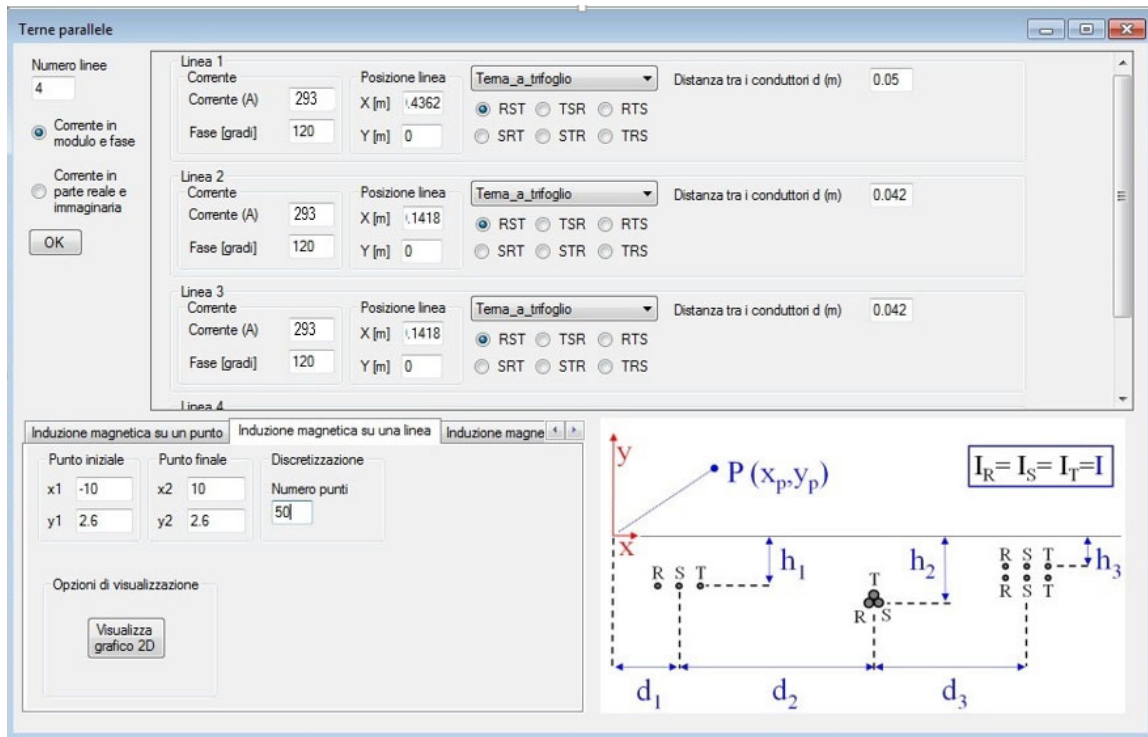 Terne parallele
Numero linee
4
Corrente in
modulo e fase
Corrente in
parte reale e
immaginaria
OK
Linea 1
Corrente
Corrente (A) 293
Fase [gradi] 120
Posizione linea
X [m] .4362
Y [m] 0
Terna_a_trifoglio
RST TSR RTS
SRT STR TRS
Distanza tra i conduttori d (m) 0.05
Linea 2
Corrente
Corrente (A) 293
Fase [gradi] 120
Posizione linea
X [m] .1418
Y [m] 0
Terna_a_trifoglio
RST TSR RTS
SRT STR TRS
Distanza tra i conduttori d (m) 0.042
Linea 3
Corrente
Corrente (A) 293
Fase [gradi] 120
Posizione linea
X [m] .1418
Y [m] 0
Terna_a_trifoglio
RST TSR RTS
SRT STR TRS
Distanza tra i conduttori d (m) 0.042
Linea 4
Induzione magnetica su un punto Induzione magnetica su una linea Induzione magne
Punto iniziale
x1 -10
y1 2.6
Punto finale
x2 10
y2 2.6
Discretizzazione
Numero punti
50
Opzioni di visualizzazione
Visualizza
grafico 2D
y
P (xp,yp)
IR= IS= IT=I
x
h1
h2
h3
R S T
T
R S
R S T
R S T
d1
d2
d3